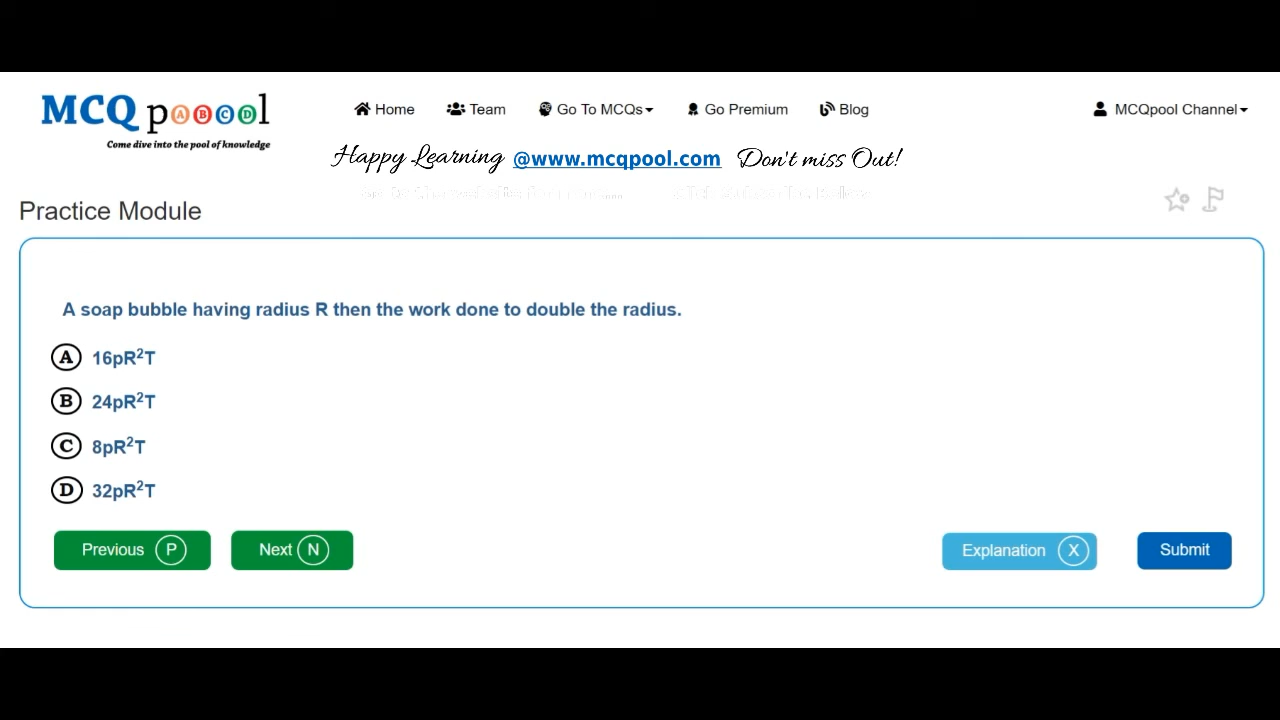 MCQ pABCDl
Come dive into the pool of knowledge
Home Team Go To MCQs Go Premium Blog MCQpool Channel
Happy Learning @www.mcqpool.com Don't miss Out!
Practice Module
A soap bubble having radius R then the work done to double the radius.
A 16pR²T
B 24pR²T
C 8pR²T
D 32pR²T
Previous P Next N Explanation X Submit